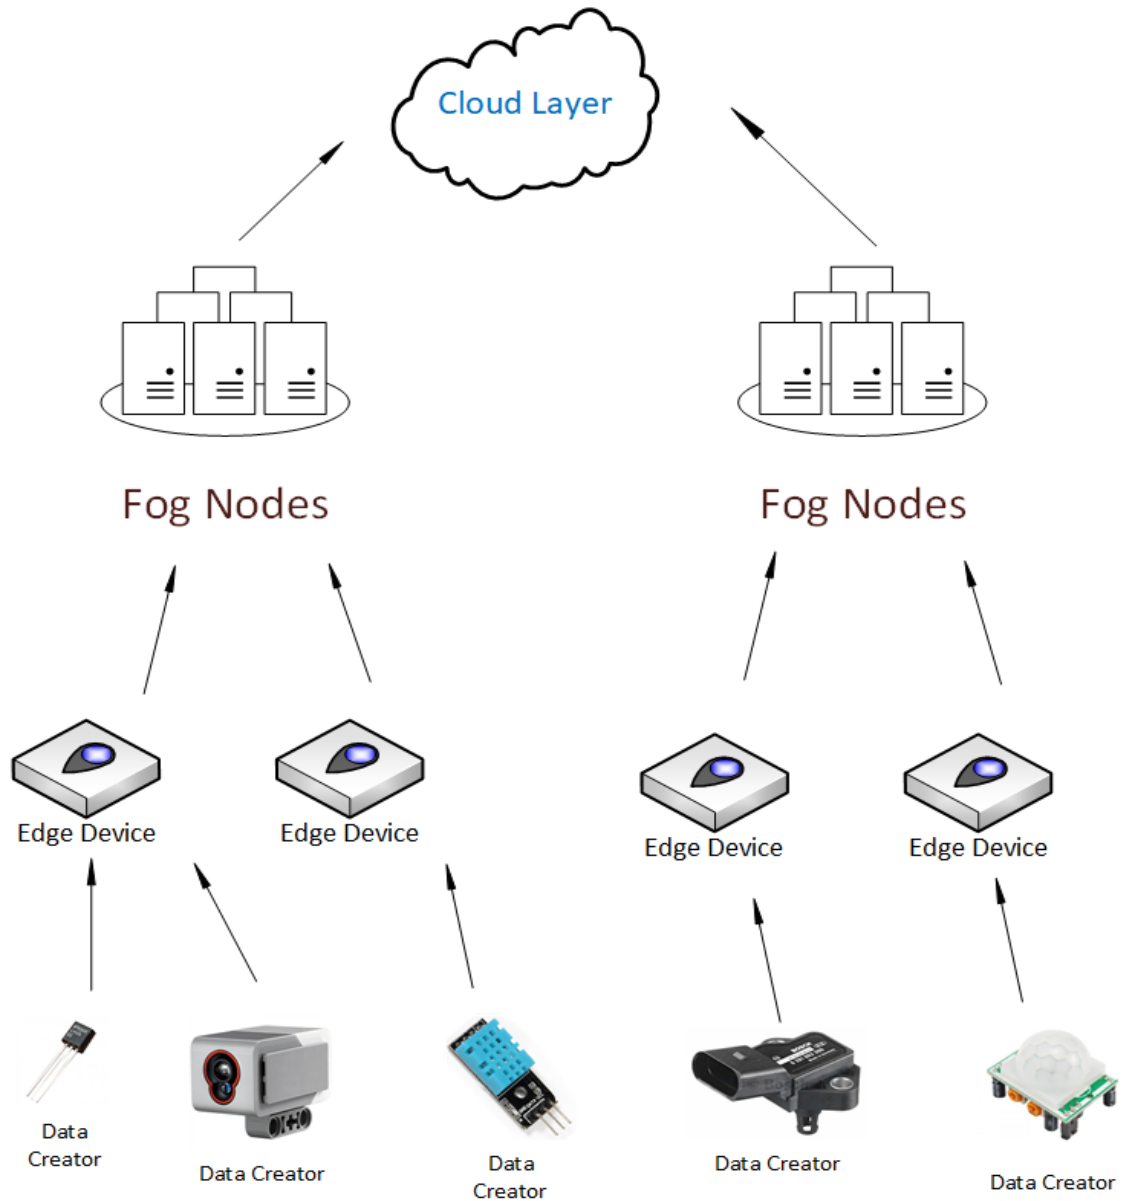 Cloud Layer
Fog Nodes
Fog Nodes
Edge Device
Edge Device
Edge Device
Edge Device
BOSCH
Data
Creator
Data Creator
Data
Creator
Data Creator
Data Creator